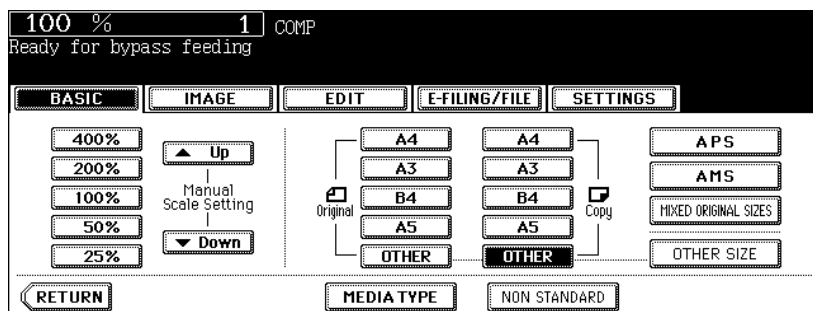 100 % 1 COMP
Ready for bypass feeding
BASIC IMAGE EDIT E-FILING/FILE SETTINGS
400%
200%
100%
50%
25%
Up
Manual
Scale Setting
Down
Original
A4
A3
B4
A5
OTHER
A4
A3
B4
A5
OTHER
Copy
APS
AMS
MIXED ORIGINAL SIZES
OTHER SIZE
RETURN MEDIA TYPE NON STANDARD